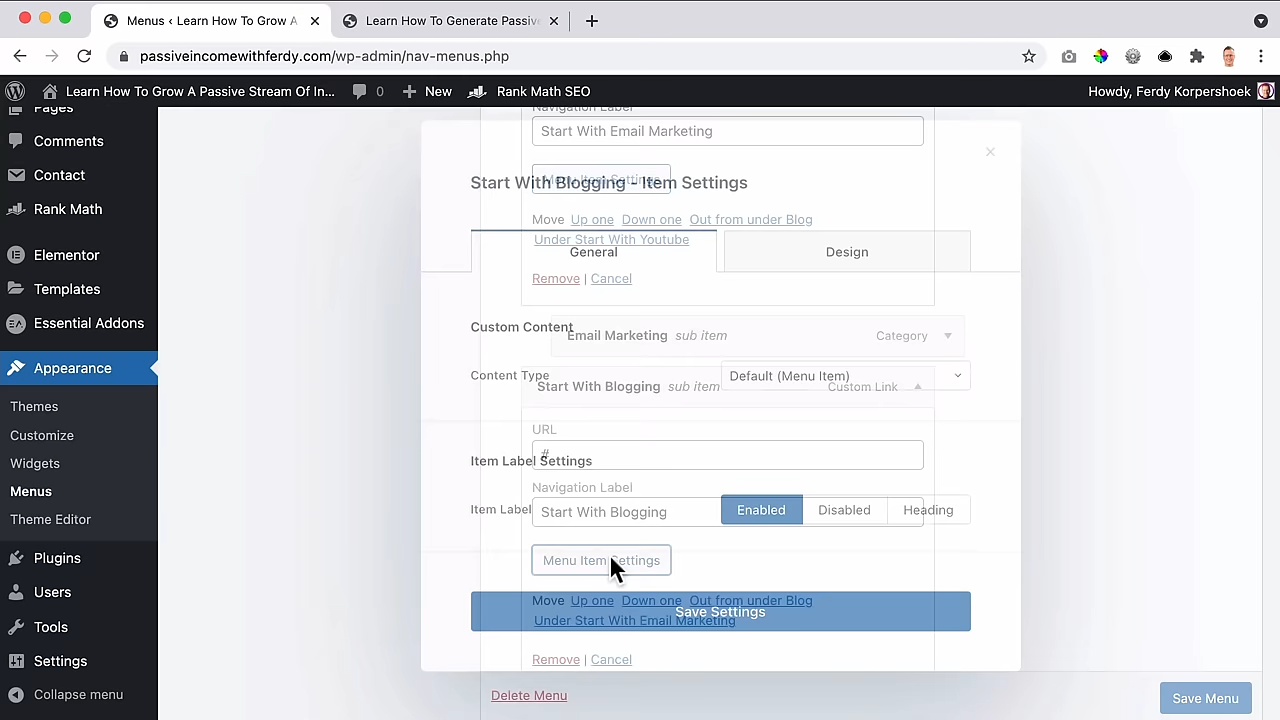 Menus ‹ Learn How To Grow A
Learn How To Generate Passive
passiveincomewithferdy.com/wp-admin/nav-menus.php
Learn How To Grow A Passive Stream Of In...
0
New
Rank Math SEO
Howdy, Ferdy Korpershoek
Pages
Comments
Contact
Rank Math
Elementor
Templates
Essential Addons
Appearance
Themes
Customize
Widgets
Menus
Theme Editor
Plugins
Users
Tools
Settings
Collapse menu
Navigation Label
Start With Email Marketing
Menu Item Settings
Start With Blogging - Item Settings
Move Up one Down one Out from under Blog
Under Start With Youtube
General
Design
Remove | Cancel
Custom Content
Email Marketing sub item
Category
Content Type
Default (Menu Item)
Start With Blogging sub item
Custom Link
URL
#
Item Label Settings
Navigation Label
Start With Blogging
Item Label
Enabled
Disabled
Heading
Menu Item Settings
Move Up one Down one Out from under Blog
Save Settings
Under Start With Email Marketing
Remove | Cancel
Delete Menu
Save Menu